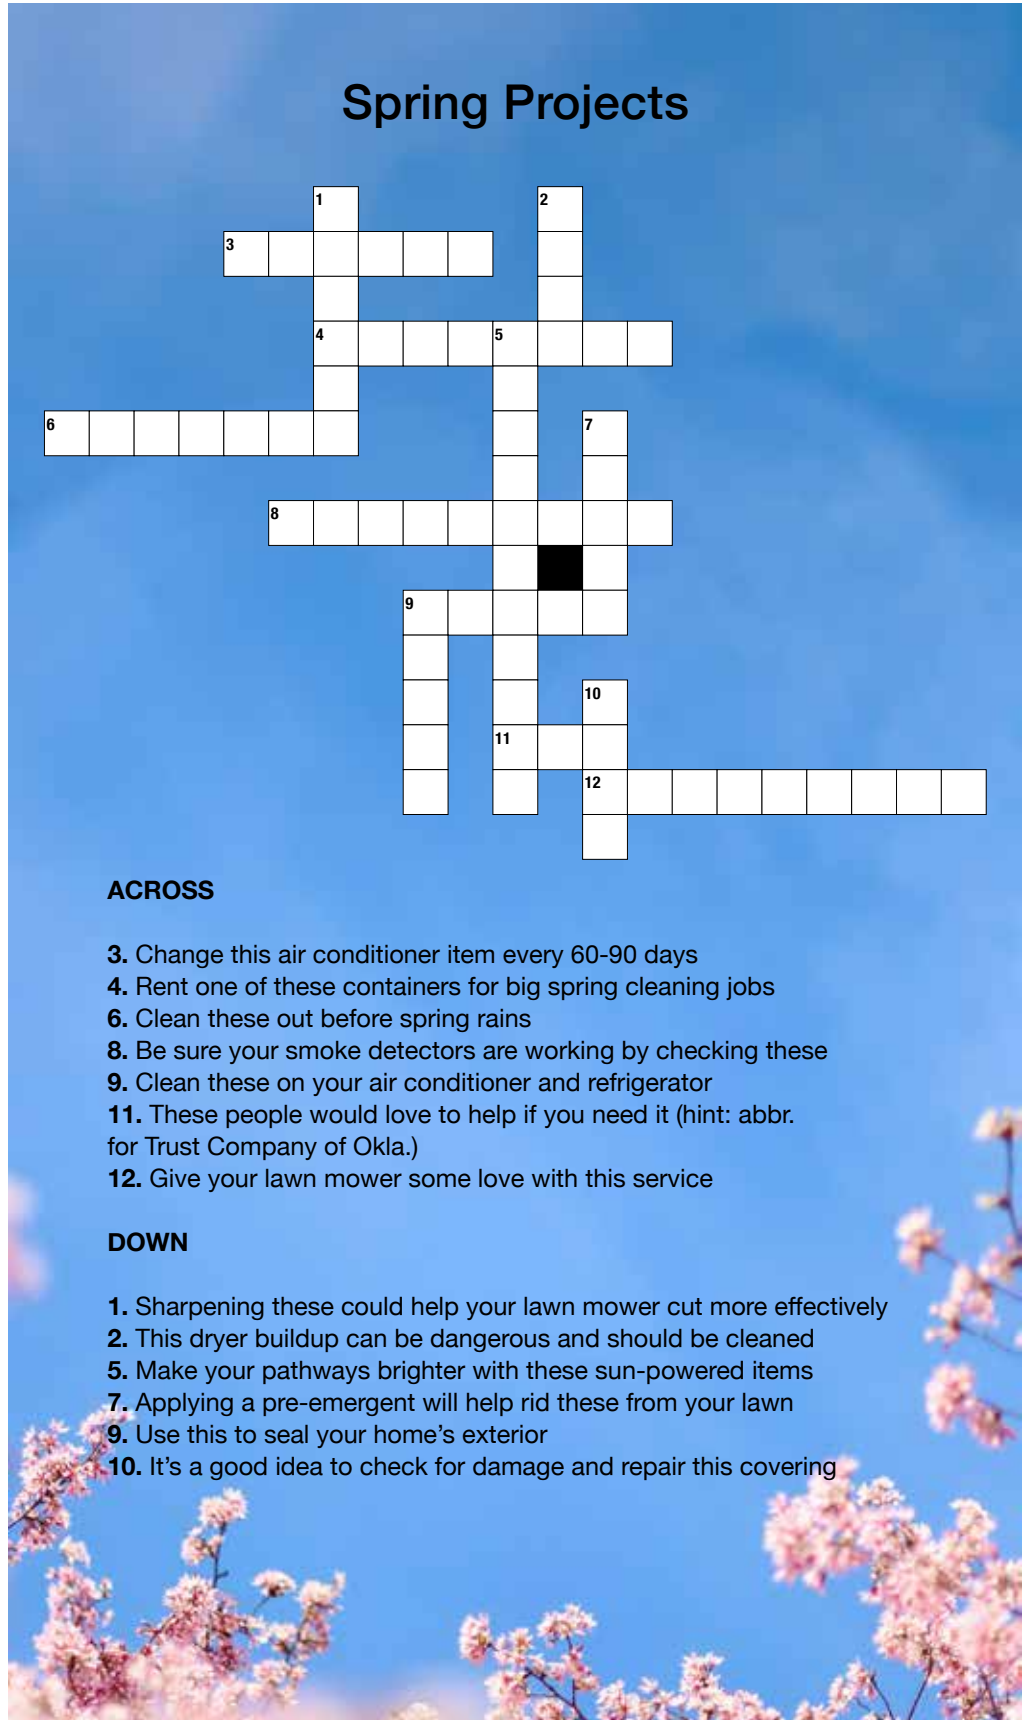 Spring Projects
1
2
3
4
5
6
7
8
9
10
11
12
ACROSS
3. Change this air conditioner item every 60-90 days
4. Rent one of these containers for big spring cleaning jobs
6. Clean these out before spring rains
8. Be sure your smoke detectors are working by checking these
9. Clean these on your air conditioner and refrigerator
11. These people would love to help if you need it (hint: abbr.
for Trust Company of Okla.)
12. Give your lawn mower some love with this service
DOWN
1. Sharpening these could help your lawn mower cut more effectively
2. This dryer buildup can be dangerous and should be cleaned
5. Make your pathways brighter with these sun-powered items
7. Applying a pre-emergent will help rid these from your lawn
9. Use this to seal your home’s exterior
10. It’s a good idea to check for damage and repair this covering